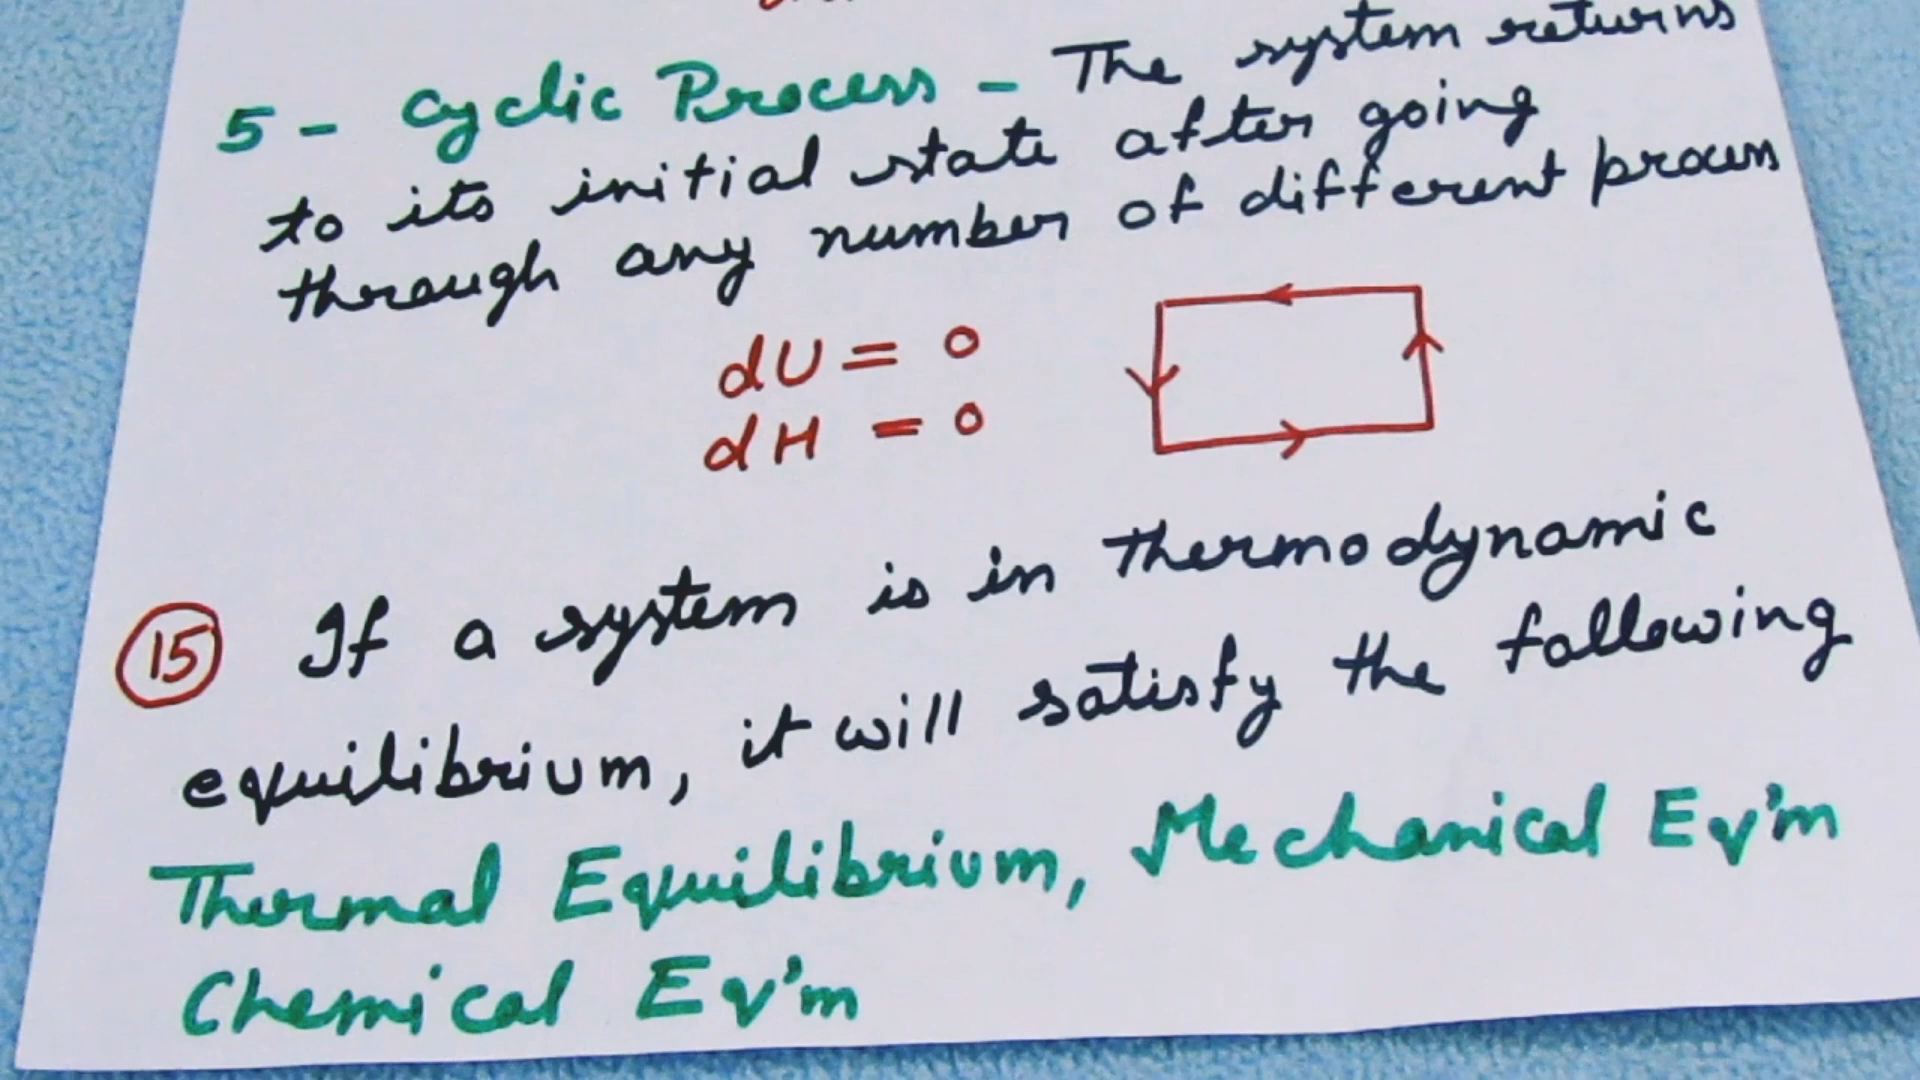 5 - Cyclic Process - The system returns
to its initial state after going
through any number of different process
dU = 0
dH = 0
15 If a system is in thermodynamic
equilibrium, it will satisfy the following
Thermal Equilibrium, Mechanical Eq'm
Chemical Eq'm